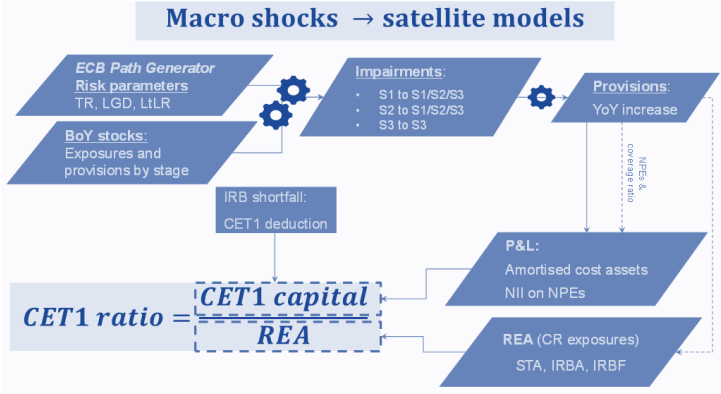 Macro shocks → satellite models
ECB Path Generator
Risk parameters
TR, LGD, LtLR
BoY stocks:
Exposures and
provisions by stage
Impairments:
• S1 to S1/S2/S3
• S2 to S1/S2/S3
• S3 to S3
Provisions:
YoY increase
NPEs &
coverage ratio
IRB shortfall:
CET1 deduction
P&L:
Amortised cost assets
NII on NPEs
CET1 ratio = CET1 capital
REA
REA (CR exposures)
STA, IRBA, IRBF